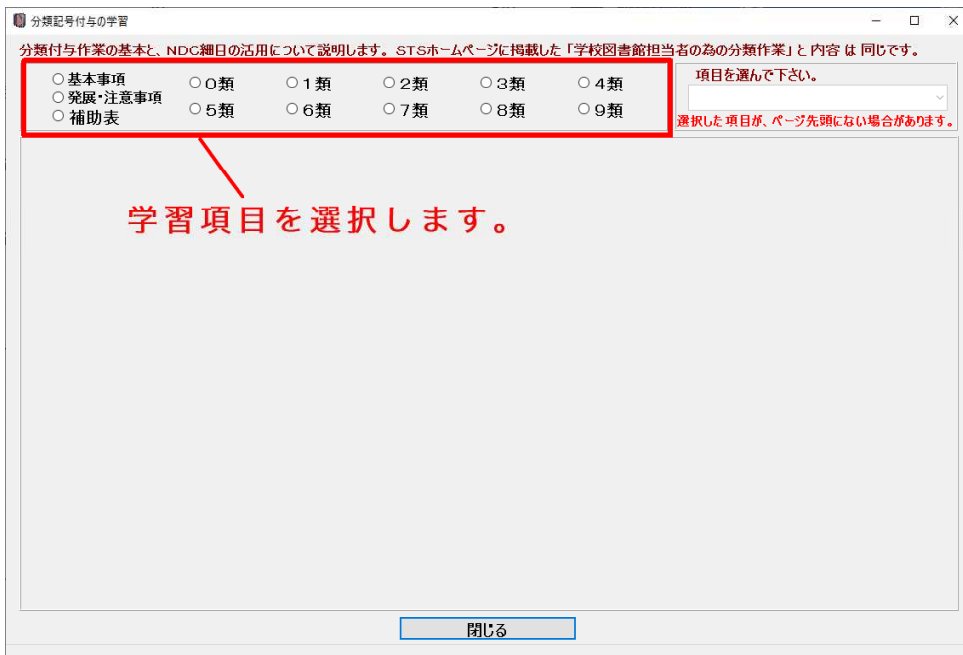 分類記号付与の学習
分類付与作業の基本と、NDC細目の活用について説明します。STSホームページに掲載した「学校図書館担当者の為の分類作業」と内容 は 同じです。
基本事項
発展・注意事項
補助表
0類 1類 2類 3類 4類
5類 6類 7類 8類 9類
項目を選んで下さい。
選択した項目が、ページ先頭にない場合があります。
学習項目を選択します。
閉じる